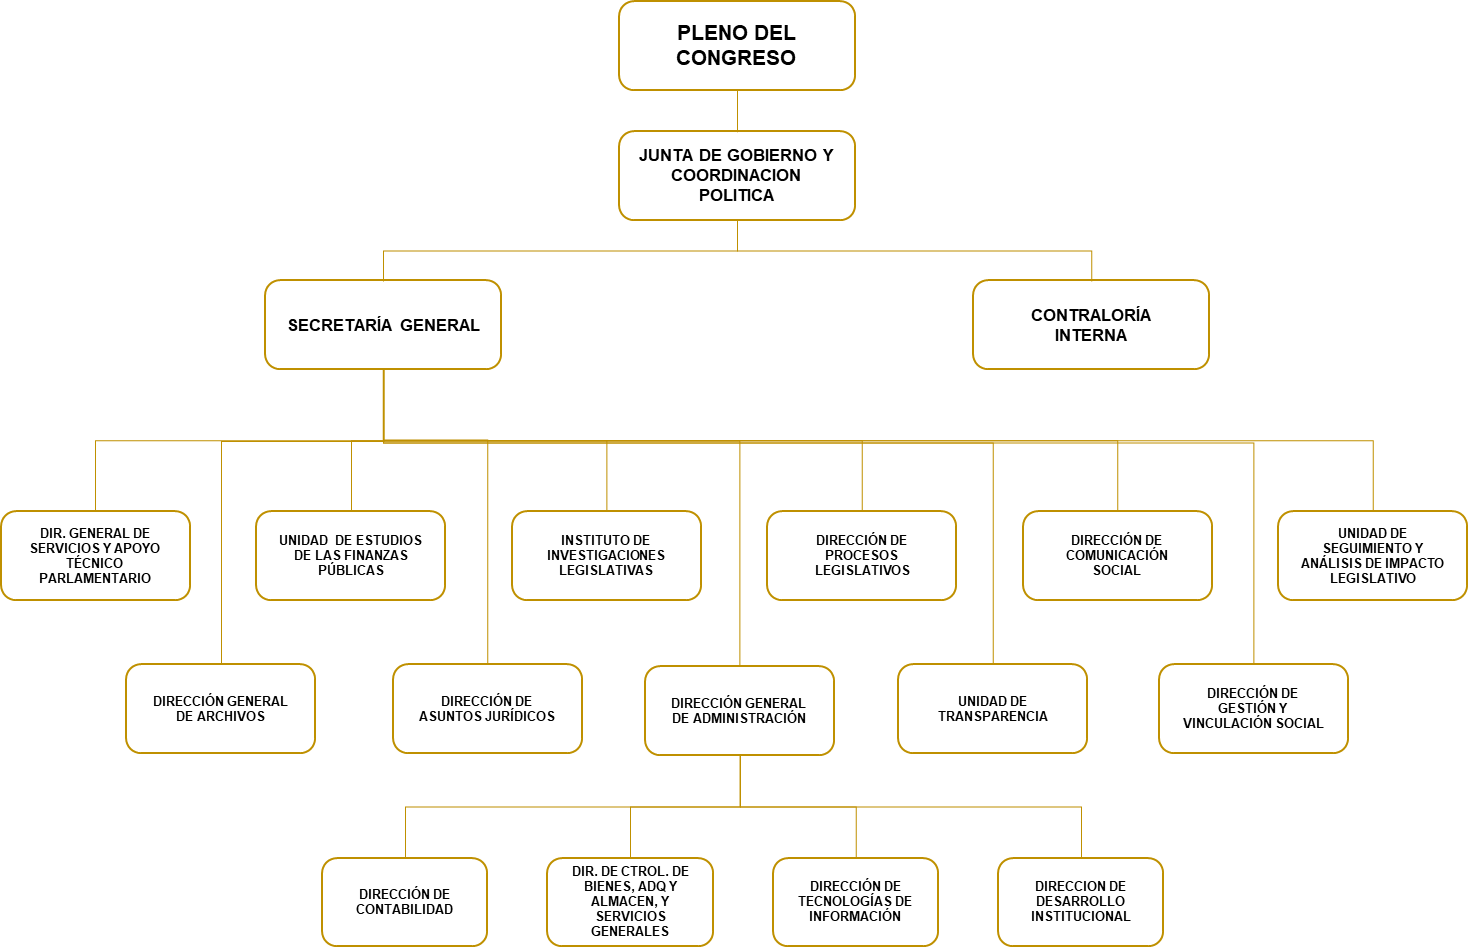 PLENO DEL
CONGRESO
JUNTA DE GOBIERNO Y
COORDINACION
POLITICA
SECRETARÍA GENERAL
CONTRALORÍA
INTERNA
DIR. GENERAL DE
SERVICIOS Y APOYO
TÉCNICO
PARLAMENTARIO
UNIDAD DE ESTUDIOS
DE LAS FINANZAS
PÚBLICAS
INSTITUTO DE
INVESTIGACIONES
LEGISLATIVAS
DIRECCIÓN DE
PROCESOS
LEGISLATIVOS
DIRECCIÓN DE
COMUNICACIÓN
SOCIAL
UNIDAD DE
SEGUIMIENTO Y
ANÁLISIS DE IMPACTO
LEGISLATIVO
DIRECCIÓN GENERAL
DE ARCHIVOS
DIRECCIÓN DE
ASUNTOS JURÍDICOS
DIRECCIÓN GENERAL
DE ADMINISTRACIÓN
UNIDAD DE
TRANSPARENCIA
DIRECCIÓN DE
GESTIÓN Y
VINCULACIÓN SOCIAL
DIRECCIÓN DE
CONTABILIDAD
DIR. DE CTROL. DE
BIENES, ADQ Y
ALMACEN, Y
SERVICIOS
GENERALES
DIRECCIÓN DE
TECNOLOGÍAS DE
INFORMACIÓN
DIRECCION DE
DESARROLLO
INSTITUCIONAL